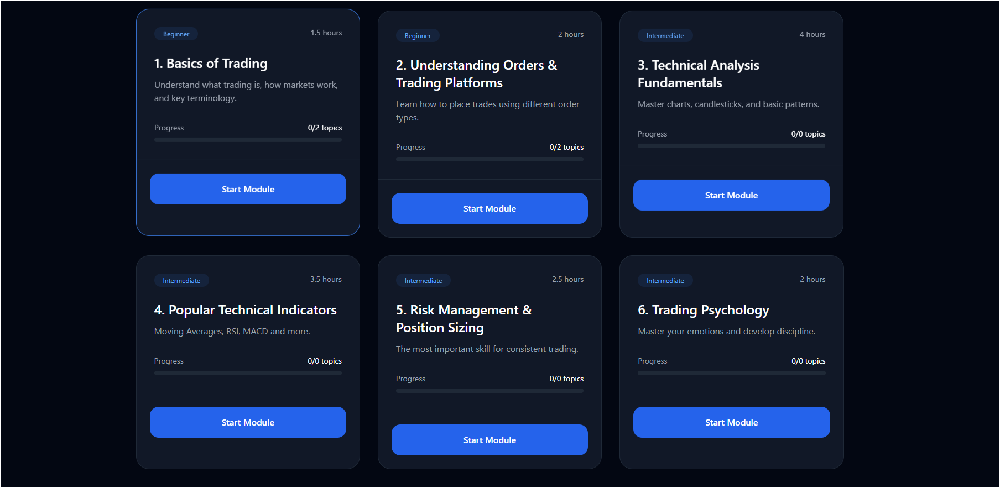 Beginner
1.5 hours
1. Basics of Trading
Understand what trading is, how markets work,
and key terminology.
Progress
0/2 topics
Start Module
Beginner
2 hours
2. Understanding Orders &
Trading Platforms
Learn how to place trades using different order
types.
Progress
0/2 topics
Start Module
Intermediate
4 hours
3. Technical Analysis
Fundamentals
Master charts, candlesticks, and basic patterns.
Progress
0/0 topics
Start Module
Intermediate
3.5 hours
4. Popular Technical Indicators
Moving Averages, RSI, MACD and more.
Progress
0/0 topics
Start Module
Intermediate
2.5 hours
5. Risk Management &
Position Sizing
The most important skill for consistent trading.
Progress
0/0 topics
Start Module
Intermediate
2 hours
6. Trading Psychology
Master your emotions and develop discipline.
Progress
0/0 topics
Start Module